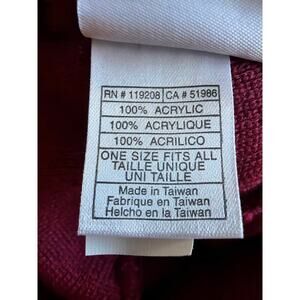 RN # 119208 CA # 51986
100% ACRYLIC
100% ACRYLIQUE
100% ACRILICO
ONE SIZE FITS ALL
TAILLE UNIQUE
UNI TAILLE
Made in Taiwan
Fabrique en Taiwan
Helcho en la Taiwan